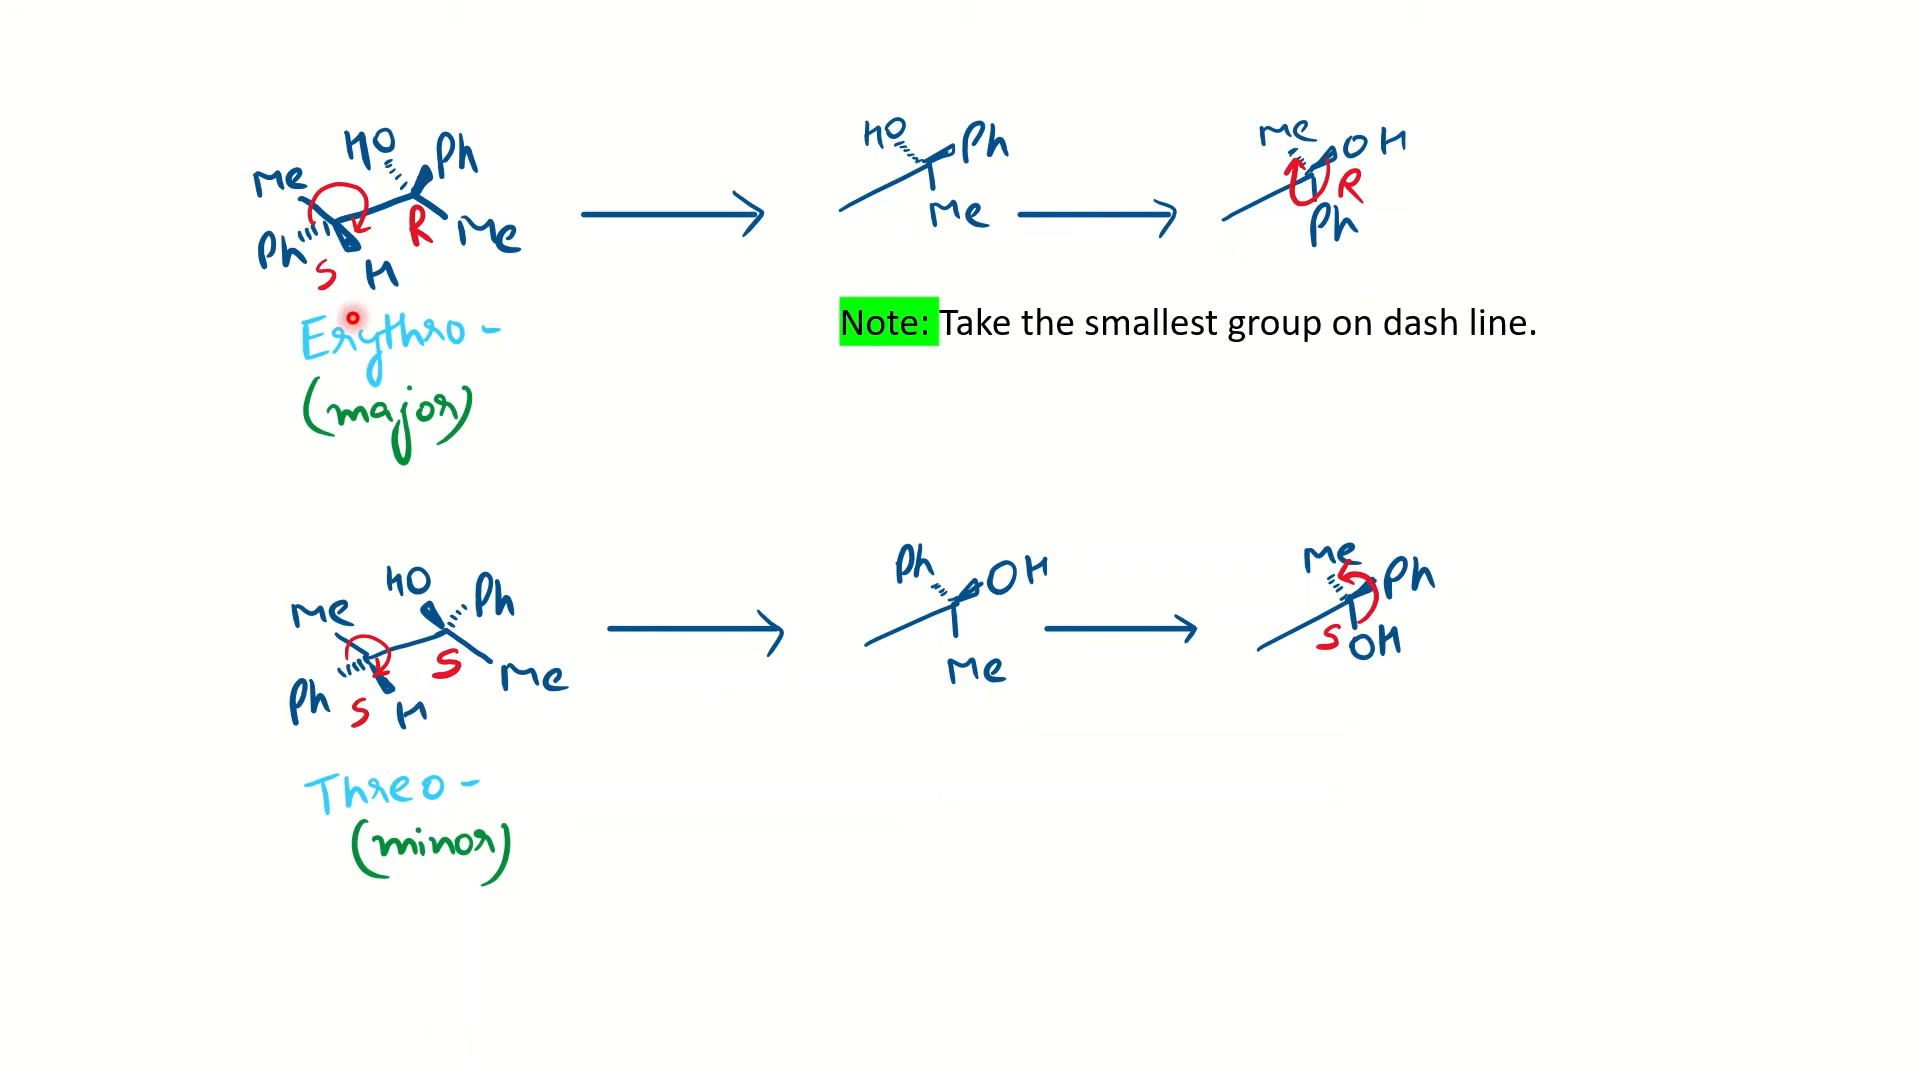 HO Ph
Me
R Me
Ph S H
Erythro -
(major)
HO Ph
Me
Me OH
R
Ph
Note: Take the smallest group on dash line.
HO Ph
Me
S
Me
Ph S H
Threo -
(minor)
Ph OH
Me
Me Ph
S OH